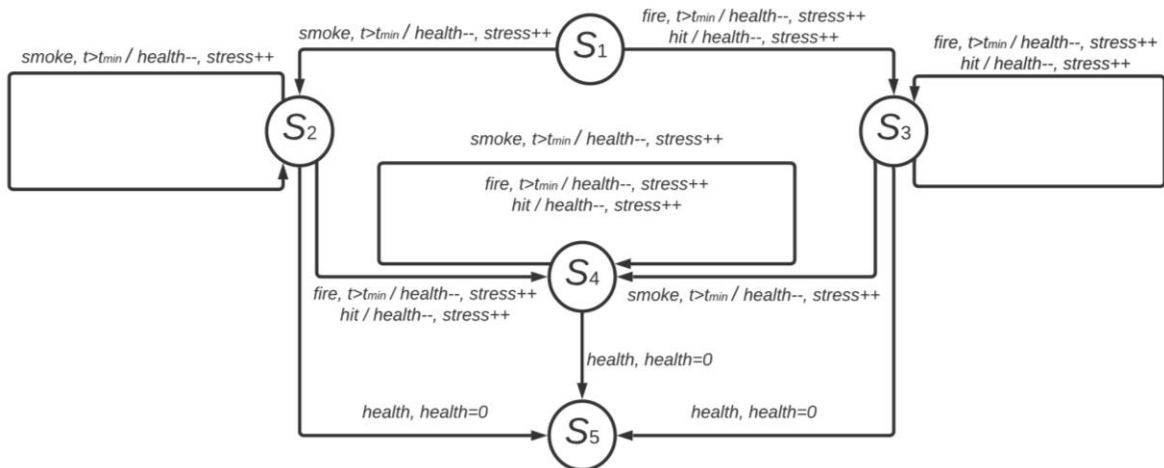 smoke, t>tmin / health--, stress++
S1
fire, t>tmin / health--, stress++
hit / health--, stress++
smoke, t>tmin / health--, stress++
S2
S3
fire, t>tmin / health--, stress++
hit / health--, stress++
smoke, t>tmin / health--, stress++
fire, t>tmin / health--, stress++
hit / health--, stress++
S4
fire, t>tmin / health--, stress++
hit / health--, stress++
smoke, t>tmin / health--, stress++
health, health=0
health, health=0
S5
health, health=0